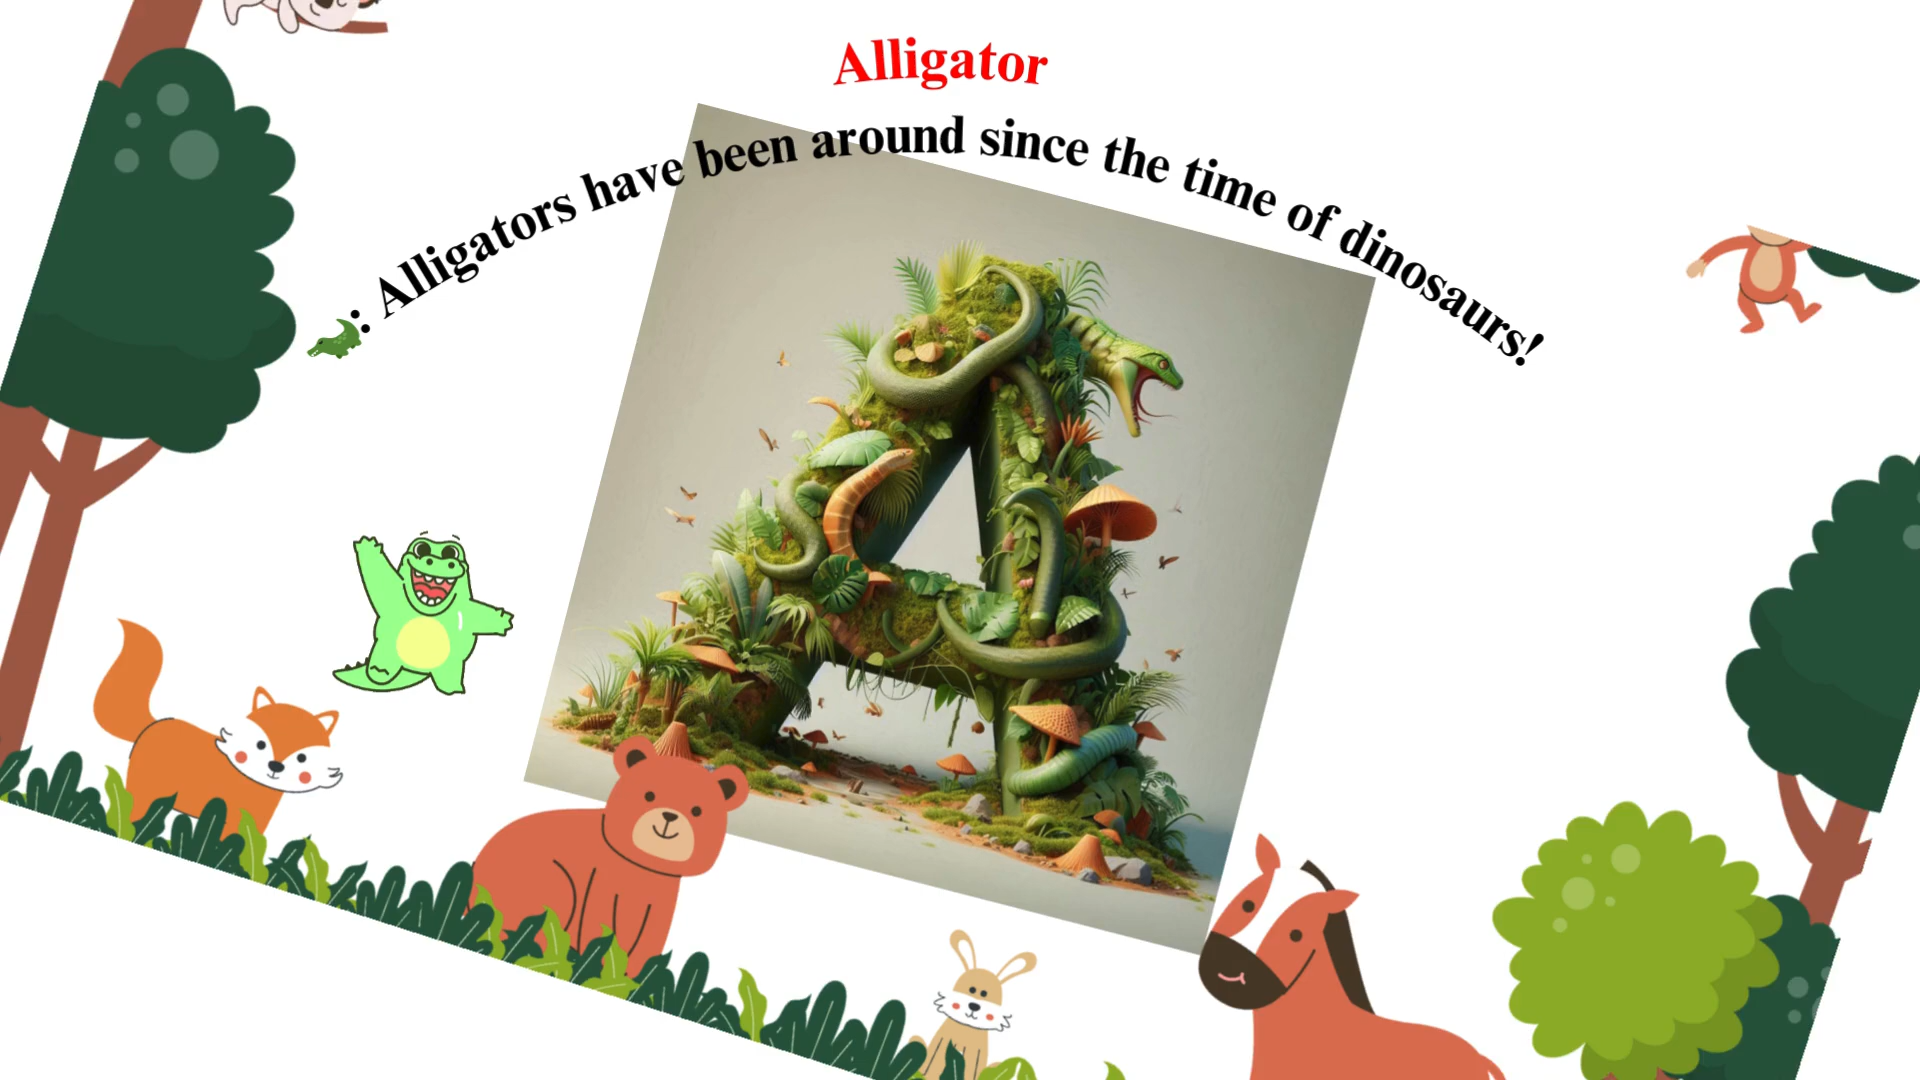 Alligator
🐊: Alligators have been around since the time of dinosaurs!
A